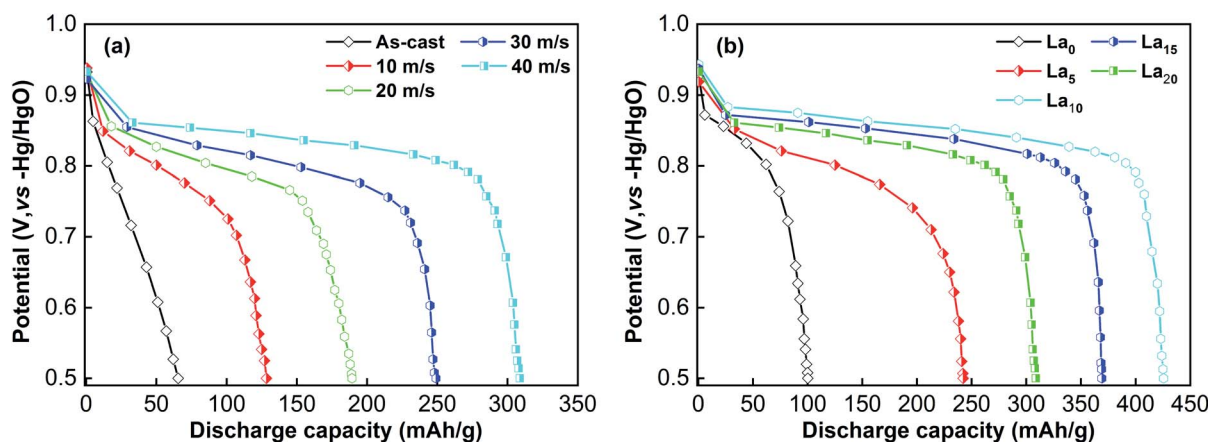 (a)
As-cast
10 m/s
20 m/s
30 m/s
40 m/s
Potential (V,vs -Hg/HgO)
1.0
0.9
0.8
0.7
0.6
0.5
0 50 100 150 200 250 300 350
Discharge capacity (mAh/g)
(b)
La0
La5
La10
La15
La20
Potential (V,vs -Hg/HgO)
1.0
0.9
0.8
0.7
0.6
0.5
0 50 100 150 200 250 300 350 400 450
Discharge capacity (mAh/g)